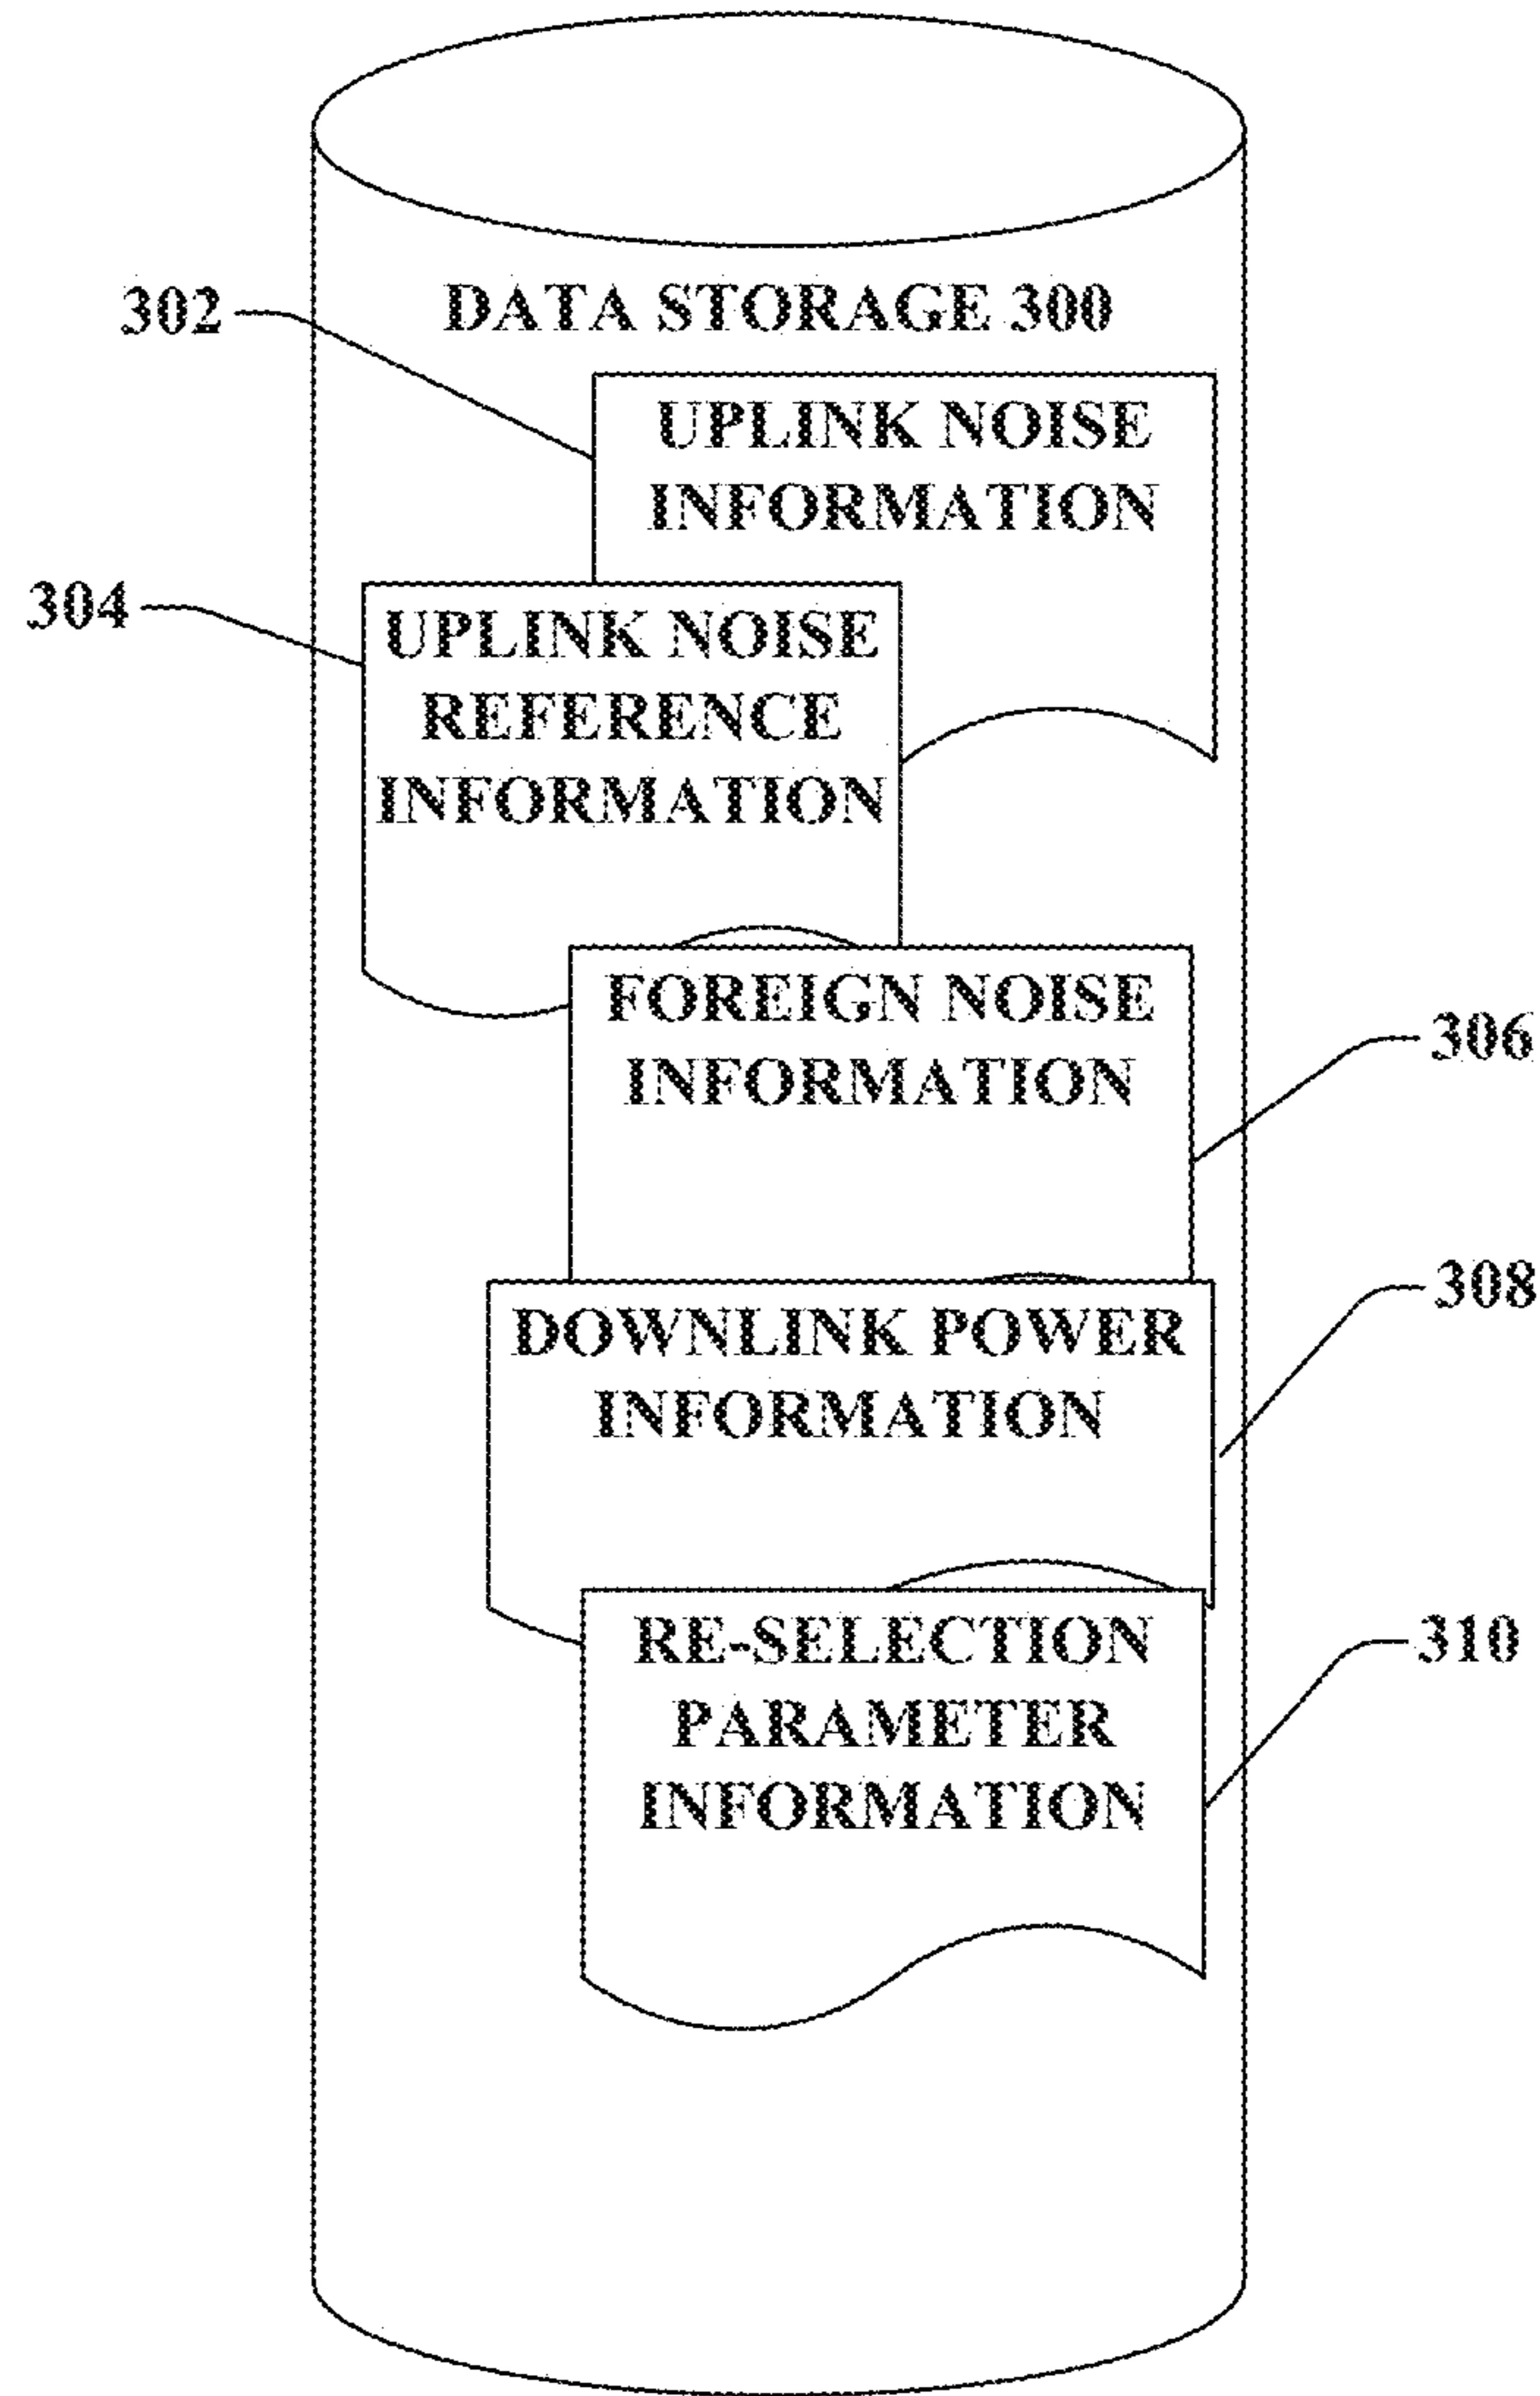 DATA STORAGE 300
302
UPLINK NOISE
INFORMATION
304
UPLINK NOISE
REFERENCE
INFORMATION
FOREIGN NOISE
INFORMATION
306
DOWNLINK POWER
INFORMATION
308
RE-SELECTION
PARAMETER
INFORMATION
310